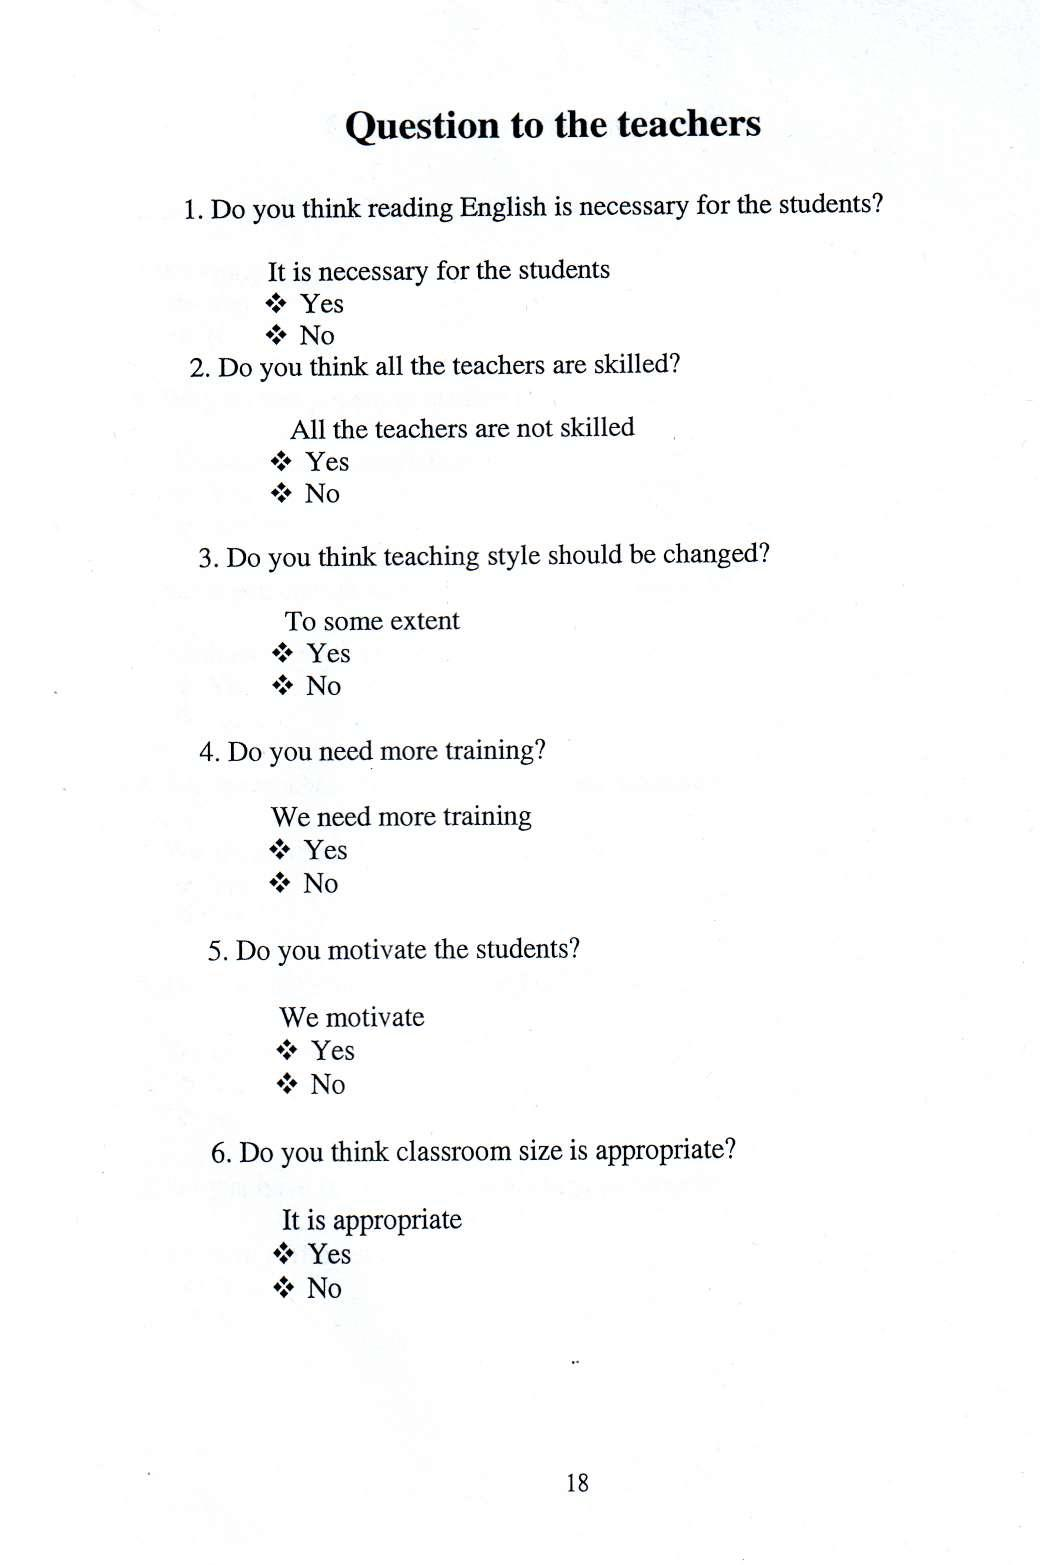 Question to the teachers
1. Do you think reading English is necessary for the students?
It is necessary for the students
❖ Yes
❖ No
2. Do you think all the teachers are skilled?
All the teachers are not skilled
❖ Yes
❖ No
3. Do you think teaching style should be changed?
To some extent
❖ Yes
❖ No
4. Do you need more training?
We need more training
❖ Yes
❖ No
5. Do you motivate the students?
We motivate
❖ Yes
❖ No
6. Do you think classroom size is appropriate?
It is appropriate
❖ Yes
❖ No
18